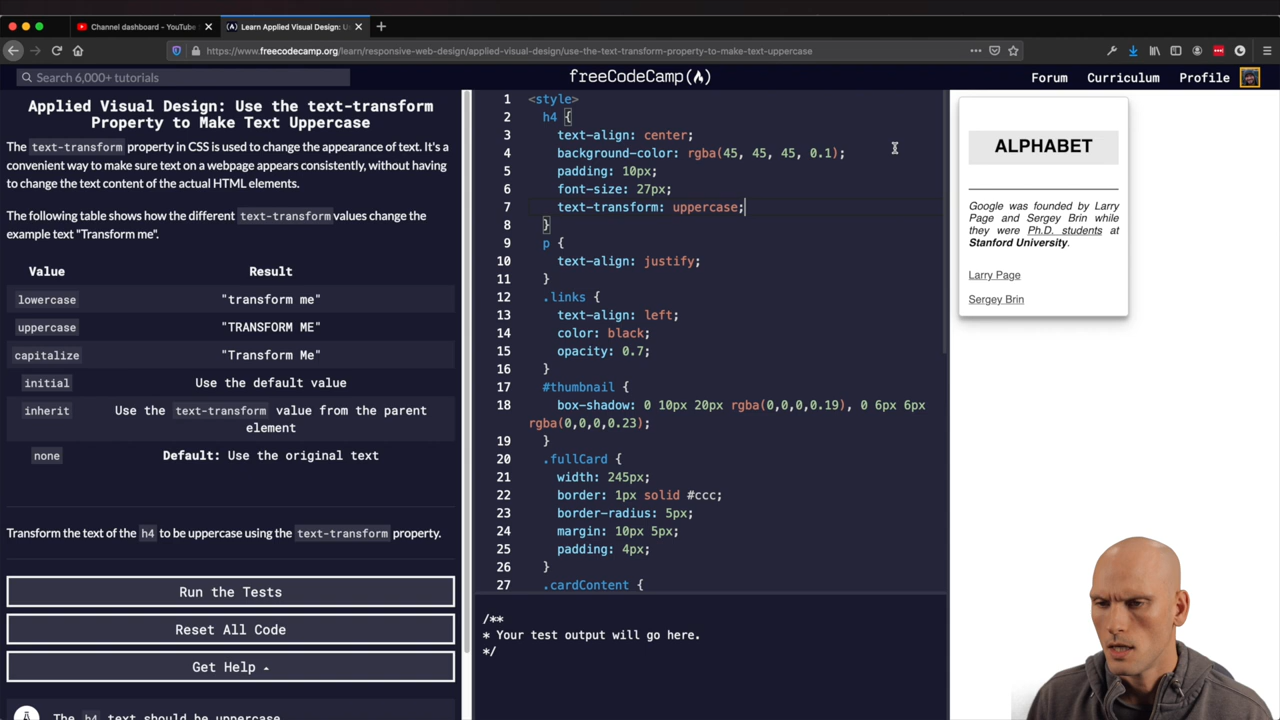 Channel dashboard - YouTube
Learn Applied Visual Design: U
https://www.freecodecamp.org/learn/responsive-web-design/applied-visual-design/use-the-text-transform-property-to-make-text-uppercase
Search 6,000+ tutorials
freeCodeCamp
Forum
Curriculum
Profile
Applied Visual Design: Use the text-transform
Property to Make Text Uppercase
The text-transform property in CSS is used to change the appearance of text. It's
a convenient way to make sure text on a webpage appears consistently, without having
to change the text content of the actual HTML elements.
The following table shows how the different text-transform values change the
example text "Transform me".
Value Result
lowercase "transform me"
uppercase "TRANSFORM ME"
capitalize "Transform Me"
initial Use the default value
inherit Use the text-transform value from the parent
element
none Default: Use the original text
Transform the text of the h4 to be uppercase using the text-transform property.
Run the Tests
Reset All Code
Get Help
The h4 text should be uppercase
1 <style>
2 h4 {
3 text-align: center;
4 background-color: rgba(45, 45, 45, 0.1);
5 padding: 10px;
6 font-size: 27px;
7 text-transform: uppercase;
8 }
9 p {
10 text-align: justify;
11 }
12 .links {
13 text-align: left;
14 color: black;
15 opacity: 0.7;
16 }
17 #thumbnail {
18 box-shadow: 0 10px 20px rgba(0,0,0,0.19), 0 6px 6px
rgba(0,0,0,0.23);
19 }
20 .fullCard {
21 width: 245px;
22 border: 1px solid #ccc;
23 border-radius: 5px;
24 margin: 10px 5px;
25 padding: 4px;
26 }
27 .cardContent {
/**
* Your test output will go here.
*/
ALPHABET
Google was founded by Larry
Page and Sergey Brin while
they were Ph.D. students at
Stanford University.
Larry Page
Sergey Brin